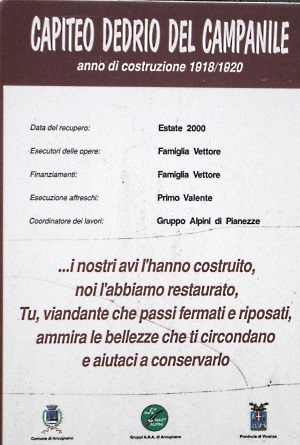 CAPITEO DEDRIO DEL CAMPANILE
anno di costruzione 1918/1920
Data del recupero: Estate 2000
Esecutori delle opere: Famiglia Vettore
Finanziamenti: Famiglia Vettore
Esecuzione affreschi: Primo Valente
Coordinatore dei lavori: Gruppo Alpini di Pianezze
...i nostri avi l'hanno costruito,
noi l'abbiamo restaurato,
Tu, viandante che passi fermati e riposati,
ammira le bellezze che ti circondano
e aiutaci a conservarlo
Comune di Arcugnano Gruppi A.N.A. di Arcugnano Provincia di Vicenza